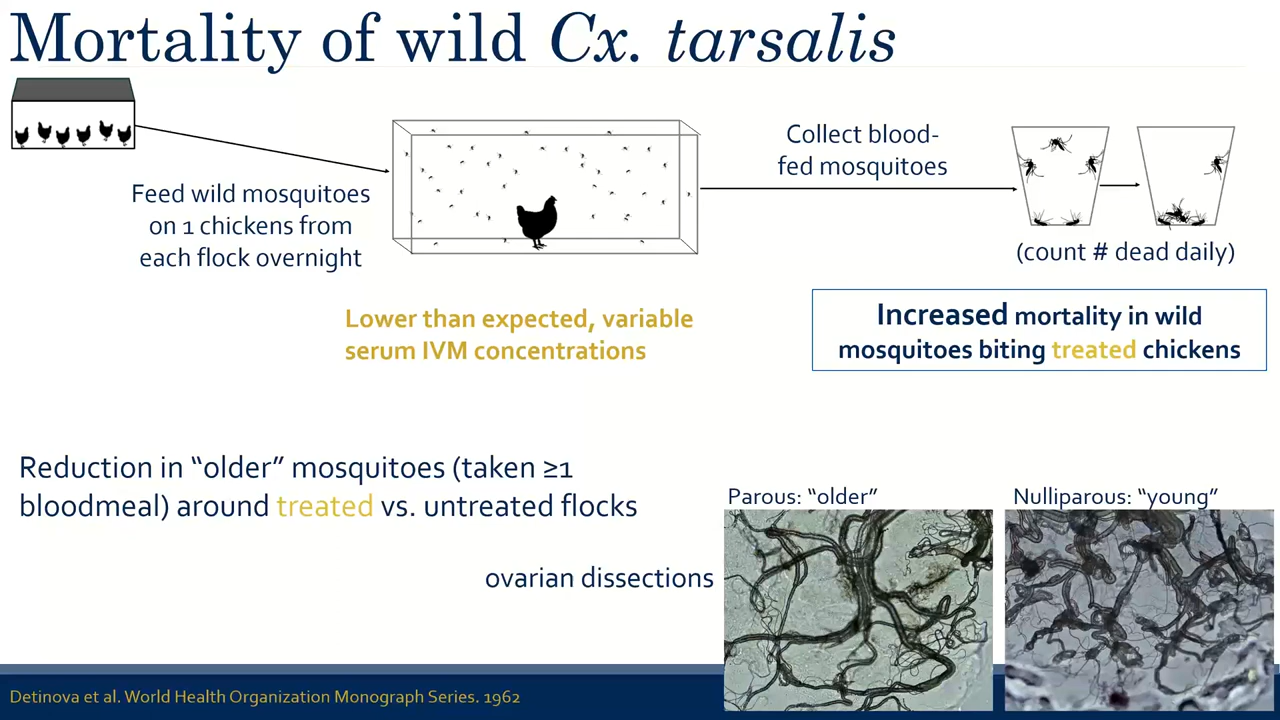 Mortality of wild Cx. tarsalis
Feed wild mosquitoes
on 1 chickens from
each flock overnight
Collect blood-
fed mosquitoes
(count # dead daily)
Lower than expected, variable
serum IVM concentrations
Increased mortality in wild
mosquitoes biting treated chickens
Reduction in “older” mosquitoes (taken ≥1
bloodmeal) around treated vs. untreated flocks
ovarian dissections
Parous: “older”
Nulliparous: “young”
Detinova et al. World Health Organization Monograph Series. 1962